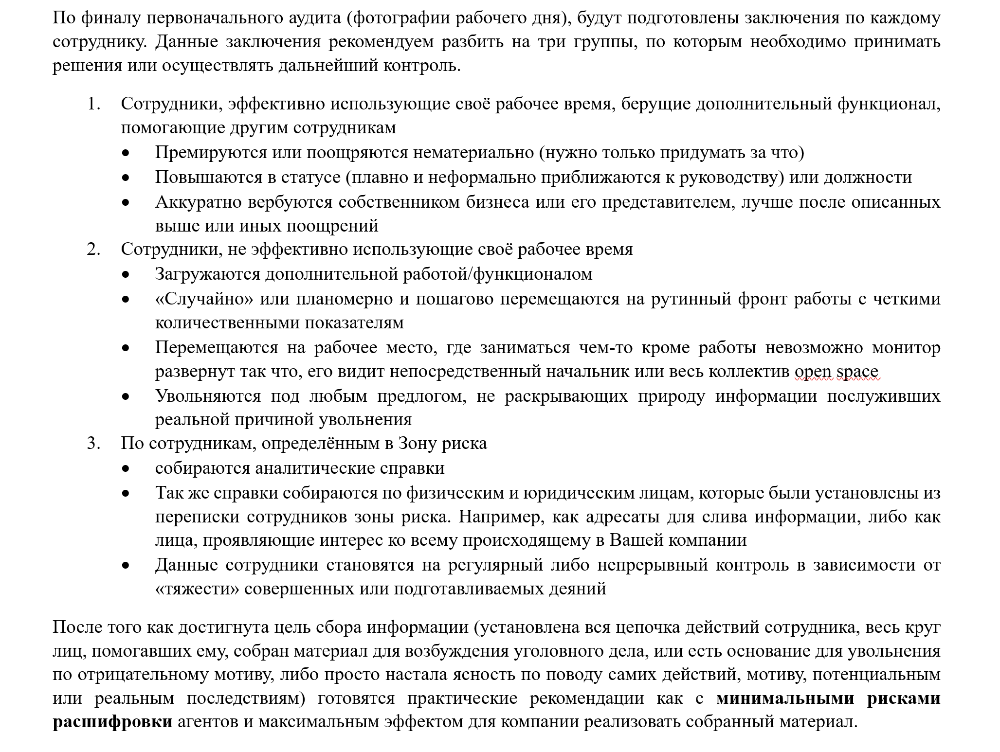 По финалу первоначального аудита (фотографии рабочего дня), будут подготовлены заключения по каждому
сотруднику. Данные заключения рекомендуем разбить на три группы, по которым необходимо принимать
решения или осуществлять дальнейший контроль.
1. Сотрудники, эффективно использующие своё рабочее время, берущие дополнительный функционал,
помогающие другим сотрудникам
• Премируются или поощряются нематериально (нужно только придумать за что)
• Повышаются в статусе (плавно и неформально приближаются к руководству) или должности
• Аккуратно вербуются собственником бизнеса или его представителем, лучше после описанных
выше или иных поощрений
2. Сотрудники, не эффективно использующие своё рабочее время
• Загружаются дополнительной работой/функционалом
• «Случайно» или планомерно и пошагово перемещаются на рутинный фронт работы с четкими
количественными показателям
• Перемещаются на рабочее место, где заниматься чем-то кроме работы невозможно монитор
развернут так что, его видит непосредственный начальник или весь коллектив open space
• Увольняются под любым предлогом, не раскрывающих природу информации послуживших
реальной причиной увольнения
3. По сотрудникам, определённым в Зону риска
• собираются аналитические справки
• Так же справки собираются по физическим и юридическим лицам, которые были установлены из
переписки сотрудников зоны риска. Например, как адресаты для слива информации, либо как
лица, проявляющие интерес ко всему происходящему в Вашей компании
• Данные сотрудники становятся на регулярный либо непрерывный контроль в зависимости от
«тяжести» совершенных или подготавливаемых деяний
После того как достигнута цель сбора информации (установлена вся цепочка действий сотрудника, весь круг
лиц, помогавших ему, собран материал для возбуждения уголовного дела, или есть основание для увольнения
по отрицательному мотиву, либо просто настала ясность по поводу самих действий, мотиву, потенциальным
или реальным последствиям) готовятся практические рекомендации как с минимальными рисками
расшифровки агентов и максимальным эффектом для компании реализовать собранный материал.